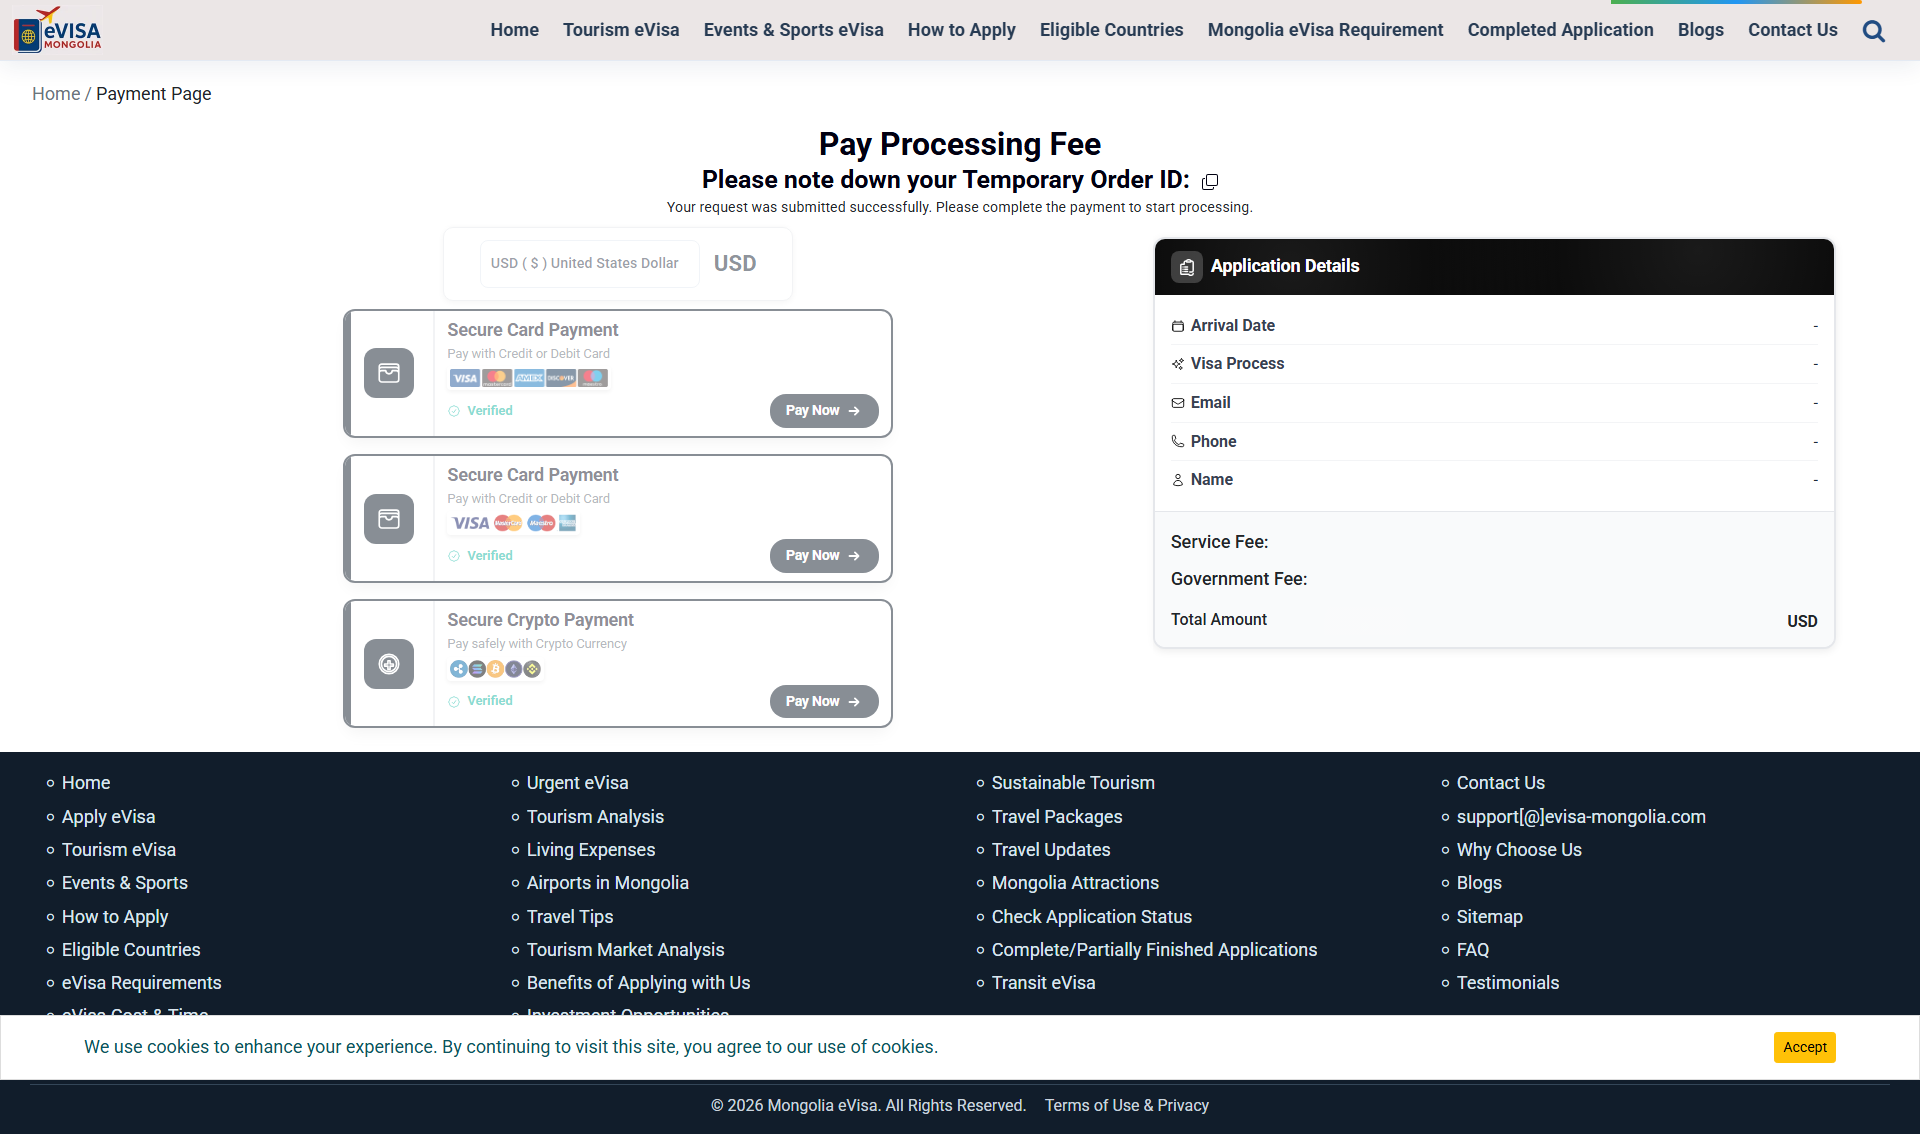 eVISA
MONGOLIA
Home
Tourism eVisa
Events & Sports eVisa
How to Apply
Eligible Countries
Mongolia eVisa Requirement
Completed Application
Blogs
Contact Us
Home / Payment Page
Pay Processing Fee
Please note down your Temporary Order ID:
Your request was submitted successfully. Please complete the payment to start processing.
USD ( $ ) United States Dollar
USD
Secure Card Payment
Pay with Credit or Debit Card
VISA
AMEX
DISCOVER
Verified
Pay Now
Secure Card Payment
Pay with Credit or Debit Card
VISA
MasterCard
Maestro
Verified
Pay Now
Secure Crypto Payment
Pay safely with Crypto Currency
Verified
Pay Now
Application Details
Arrival Date -
Visa Process -
Email -
Phone -
Name -
Service Fee:
Government Fee:
Total Amount USD
Home
Apply eVisa
Tourism eVisa
Events & Sports
How to Apply
Eligible Countries
eVisa Requirements
eVisa Cost & Time
Urgent eVisa
Tourism Analysis
Living Expenses
Airports in Mongolia
Travel Tips
Tourism Market Analysis
Benefits of Applying with Us
Investment Opportunities
Sustainable Tourism
Travel Packages
Travel Updates
Mongolia Attractions
Check Application Status
Complete/Partially Finished Applications
Transit eVisa
Contact Us
support[@]evisa-mongolia.com
Why Choose Us
Blogs
Sitemap
FAQ
Testimonials
We use cookies to enhance your experience. By continuing to visit this site, you agree to our use of cookies.
Accept
© 2026 Mongolia eVisa. All Rights Reserved.
Terms of Use & Privacy